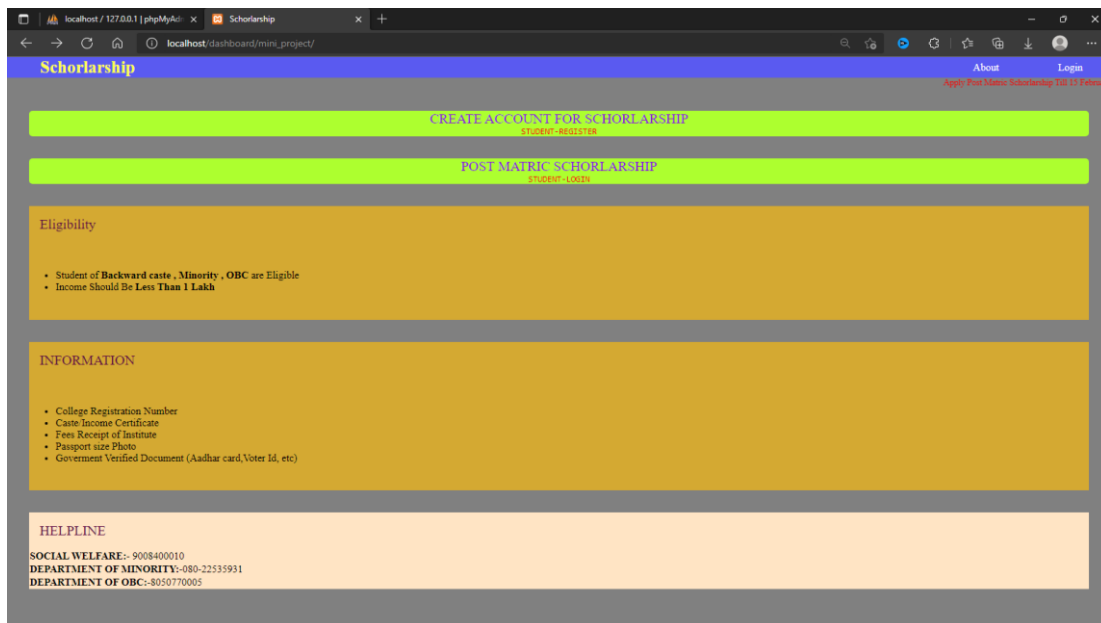 localhost / 127.0.0.1 | phpMyAd
Schorlarship
localhost/dashboard/mini_project/
Schorlarship
About
Login
Apply Post Matric Schorlarship Till 15 Febru
CREATE ACCOUNT FOR SCHORLARSHIP
STUDENT-REGISTER
POST MATRIC SCHORLARSHIP
STUDENT-LOGIN
Eligibility
• Student of Backward caste , Minority , OBC are Eligible
• Income Should Be Less Than 1 Lakh
INFORMATION
• College Registration Number
• Caste/Income Certificate
• Fees Receipt of Institute
• Passport size Photo
• Goverment Verified Document (Aadhar card,Voter Id, etc)
HELPLINE
SOCIAL WELFARE:- 9008400010
DEPARTMENT OF MINORITY:-080-22535931
DEPARTMENT OF OBC:-8050770005